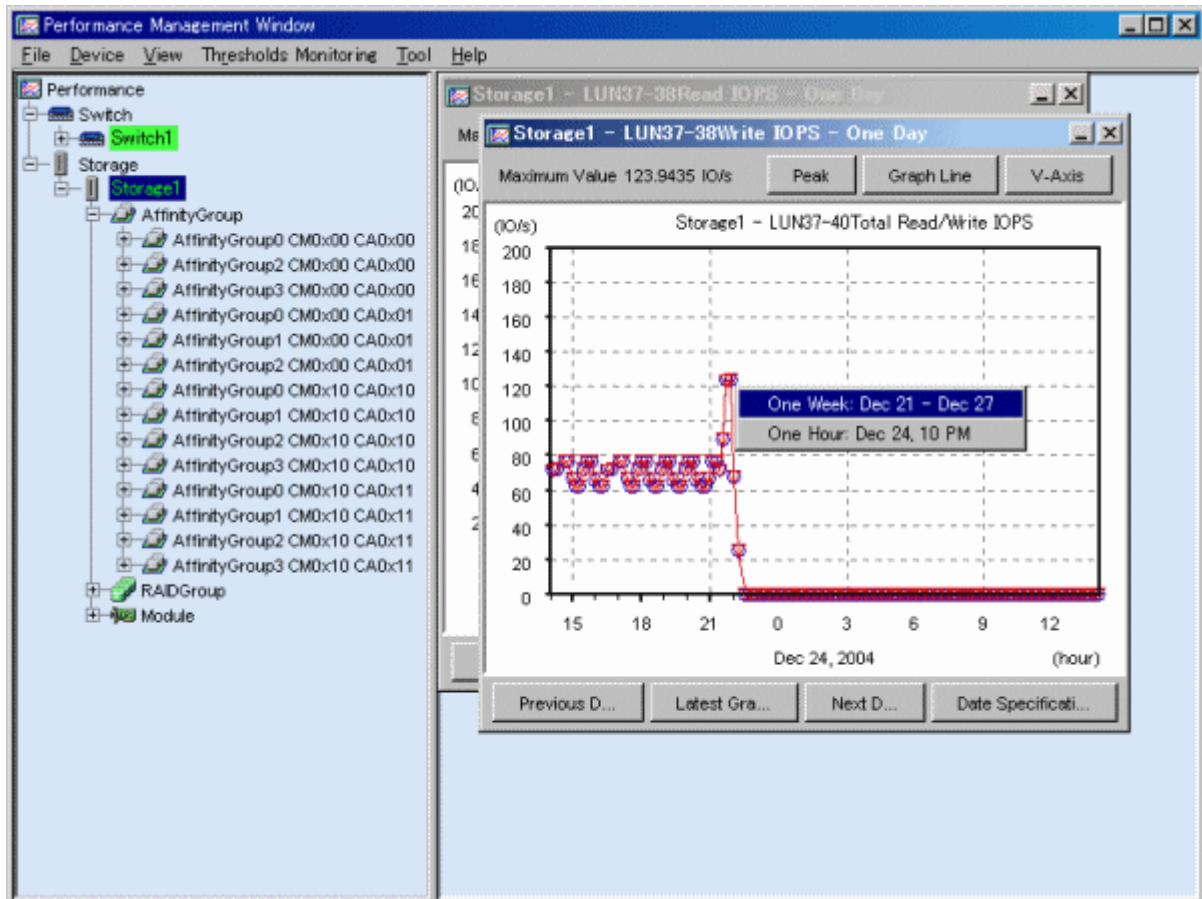 Performance Management Window
File Device View Thresholds Monitoring Tool Help
Performance
Switch
Switch1
Storage
Storage1
AffinityGroup
AffinityGroup0 CM0x00 CA0x00
AffinityGroup2 CM0x00 CA0x00
AffinityGroup3 CM0x00 CA0x00
AffinityGroup0 CM0x00 CA0x01
AffinityGroup1 CM0x00 CA0x01
AffinityGroup2 CM0x00 CA0x01
AffinityGroup0 CM0x10 CA0x10
AffinityGroup1 CM0x10 CA0x10
AffinityGroup2 CM0x10 CA0x10
AffinityGroup3 CM0x10 CA0x10
AffinityGroup0 CM0x10 CA0x11
AffinityGroup1 CM0x10 CA0x11
AffinityGroup2 CM0x10 CA0x11
AffinityGroup3 CM0x10 CA0x11
RAIDGroup
Module
Storage1 - LUN37-38Read IOPS - One Day
Storage1 - LUN37-38Write IOPS - One Day
Maximum Value 123.9435 IO/s Peak Graph Line V-Axis
(IO/s) Storage1 - LUN37-40Total Read/Write IOPS
200
180
160
140
120
100
80
60
40
20
0
One Week: Dec 21 - Dec 27
One Hour: Dec 24, 10 PM
15 18 21 0 3 6 9 12
Dec 24, 2004 (hour)
Previous D... Latest Gra... Next D... Date Specificati...